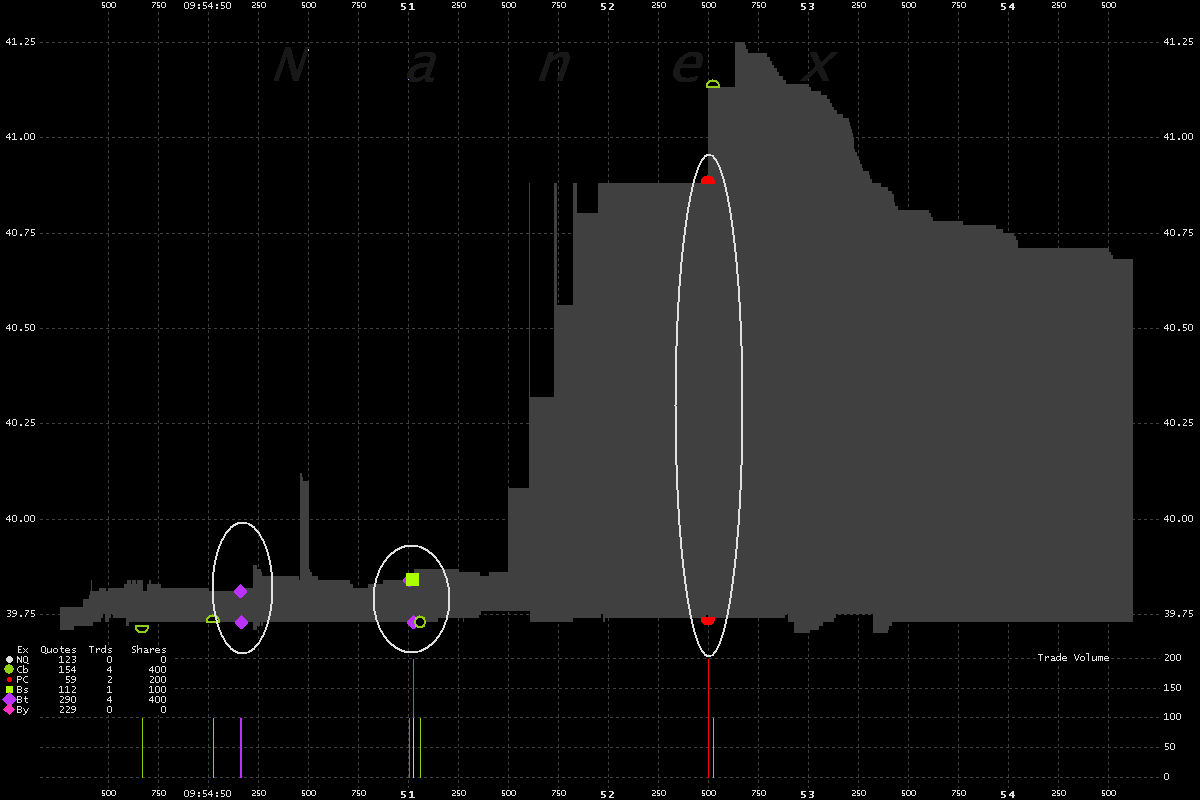 500 750 09:54:50 250 500 750 51 250 500 750 52 250 500 750 53 250 500 750 54 250 500
N a n e x
41.25 41.25
41.00 41.00
40.75 40.75
40.50 40.50
40.25 40.25
40.00 40.00
39.75 39.75
Ex Quotes Trds Shares
NQ 123 0 0
Cb 154 4 400
PC 59 2 200
Bs 112 1 100
Bt 290 4 400
By 229 0 0
Trade Volume
200
150
100
50
0
500 750 09:54:50 250 500 750 51 250 500 750 52 250 500 750 53 250 500 750 54 250 500